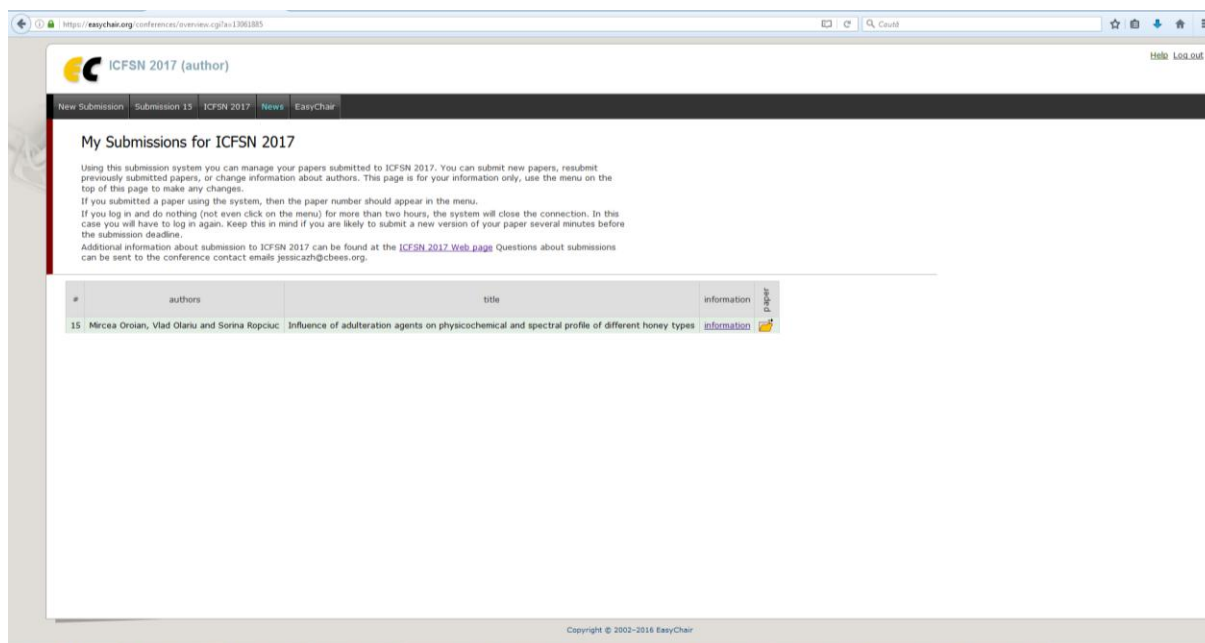 https://easychair.org/conferences/overview.cgi?a=13061885
Caută
Help Log out
EC ICFSN 2017 (author)
New Submission Submission 15 ICFSN 2017 News EasyChair
My Submissions for ICFSN 2017
Using this submission system you can manage your papers submitted to ICFSN 2017. You can submit new papers, resubmit
previously submitted papers, or change information about authors. This page is for your information only, use the menu on the
top of this page to make any changes.
If you submitted a paper using the system, then the paper number should appear in the menu.
If you log in and do nothing (not even click on the menu) for more than two hours, the system will close the connection. In this
case you will have to log in again. Keep this in mind if you are likely to submit a new version of your paper several minutes before
the submission deadline.
Additional information about submission to ICFSN 2017 can be found at the ICFSN 2017 Web page Questions about submissions
can be sent to the conference contact emails jessicazh@cbees.org.
# authors title information paper
15 Mircea Oroian, Vlad Olariu and Sorina Ropciuc Influence of adulteration agents on physicochemical and spectral profile of different honey types information
Copyright © 2002–2016 EasyChair